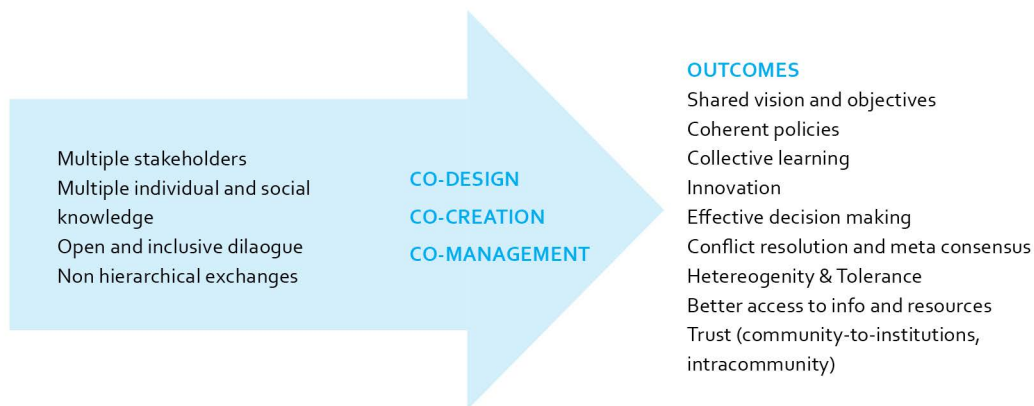 Multiple stakeholders
Multiple individual and social
knowledge
Open and inclusive dilaogue
Non hierarchical exchanges
CO-DESIGN
CO-CREATION
CO-MANAGEMENT
OUTCOMES
Shared vision and objectives
Coherent policies
Collective learning
Innovation
Effective decision making
Conflict resolution and meta consensus
Hetereogenity & Tolerance
Better access to info and resources
Trust (community-to-institutions,
intracommunity)